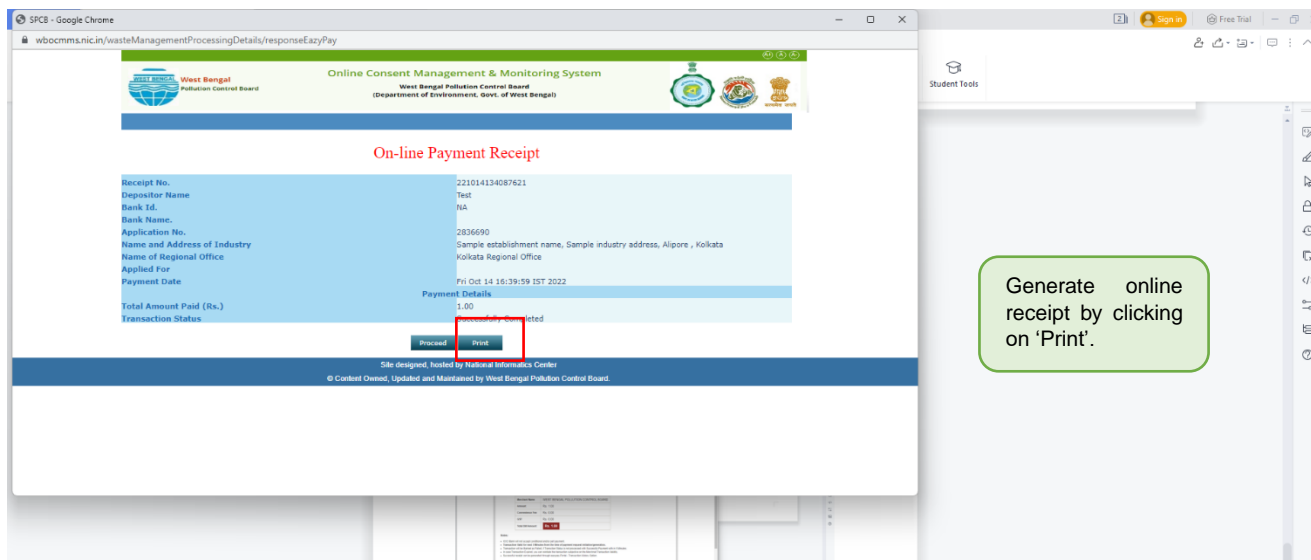 SPCB - Google Chrome
2
Sign in
Free Trial
wbocmms.nic.in/wasteManagementProcessingDetails/responseEazyPay
Student Tools
WEST BENGAL
West Bengal
Pollution Control Board
Online Consent Management & Monitoring System
West Bengal Pollution Control Board
(Department of Environment. Govt. of West Bengal)
On-line Payment Receipt
Receipt No. 221014134087621
Depositor Name Test
Bank Id. NA
Bank Name.
Application No. 2836690
Name and Address of Industry Sample establishment name, Sample industry address, Alipore , Kolkata
Name of Regional Office Kolkata Regional Office
Applied For
Payment Date Fri Oct 14 16:39:59 IST 2022
Payment Details
Total Amount Paid (Rs.) 1.00
Transaction Status Successfully Completed
Proceed Print
Site designed, hosted by National Informatics Center
© Content Owned, Updated and Maintained by West Bengal Pollution Control Board.
Generate online
receipt by clicking
on ‘Print’.